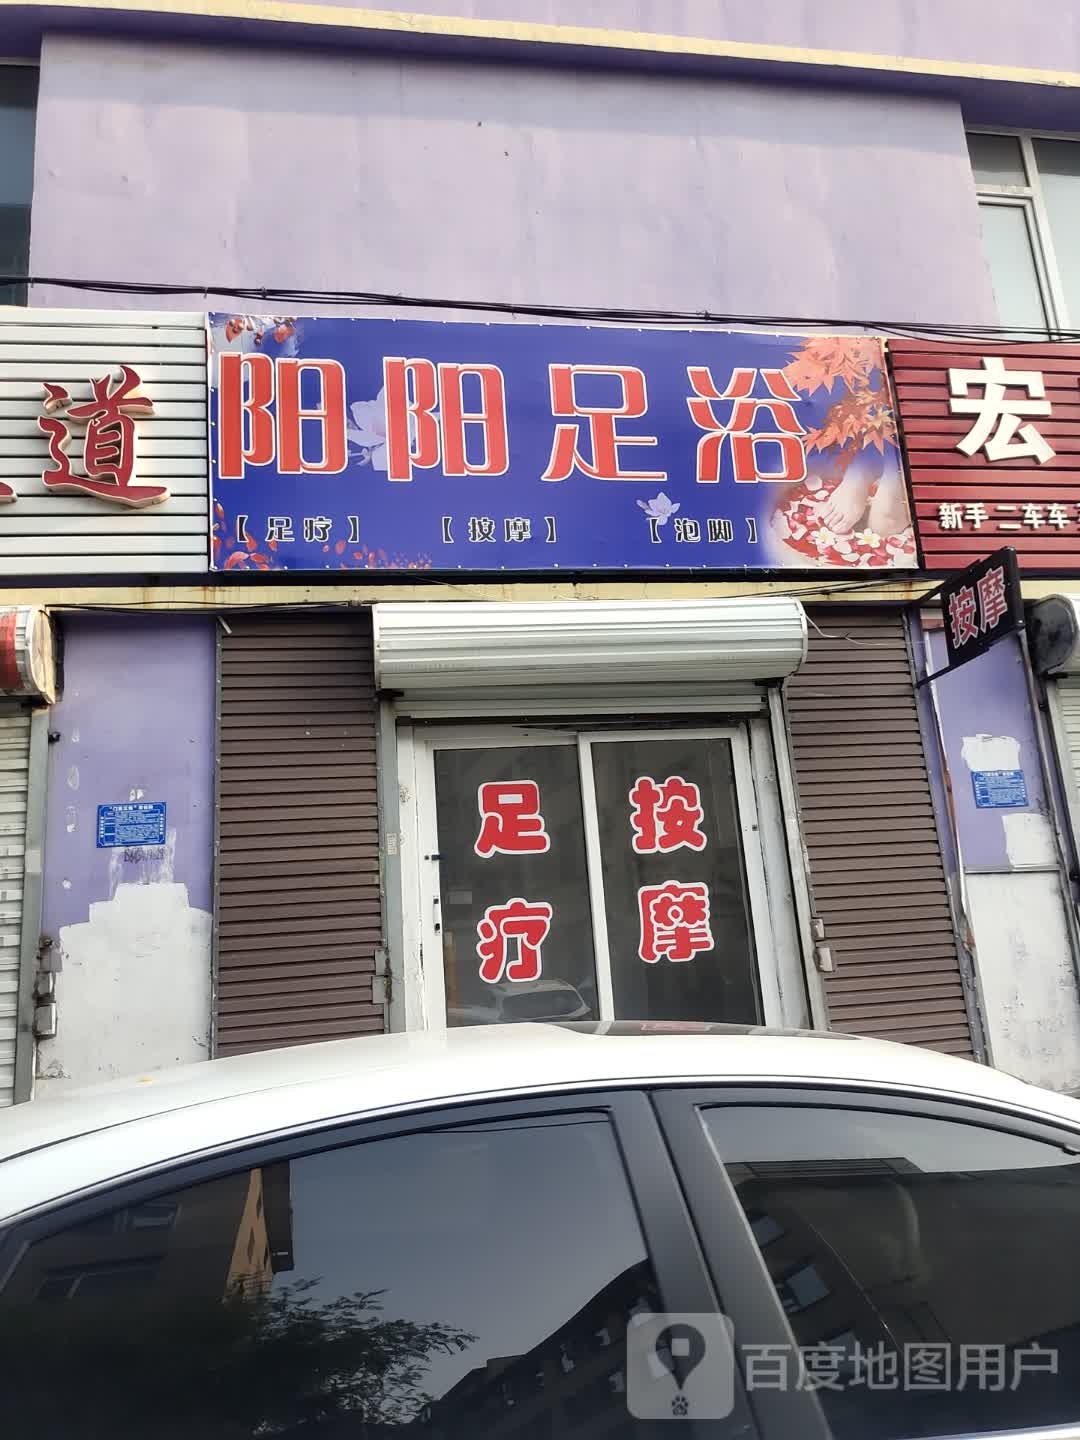 道
阳阳足浴
【足疗】 【按摩】 【泡脚】
宏
新手二车车
按摩
足疗
按摩
百度地图用户